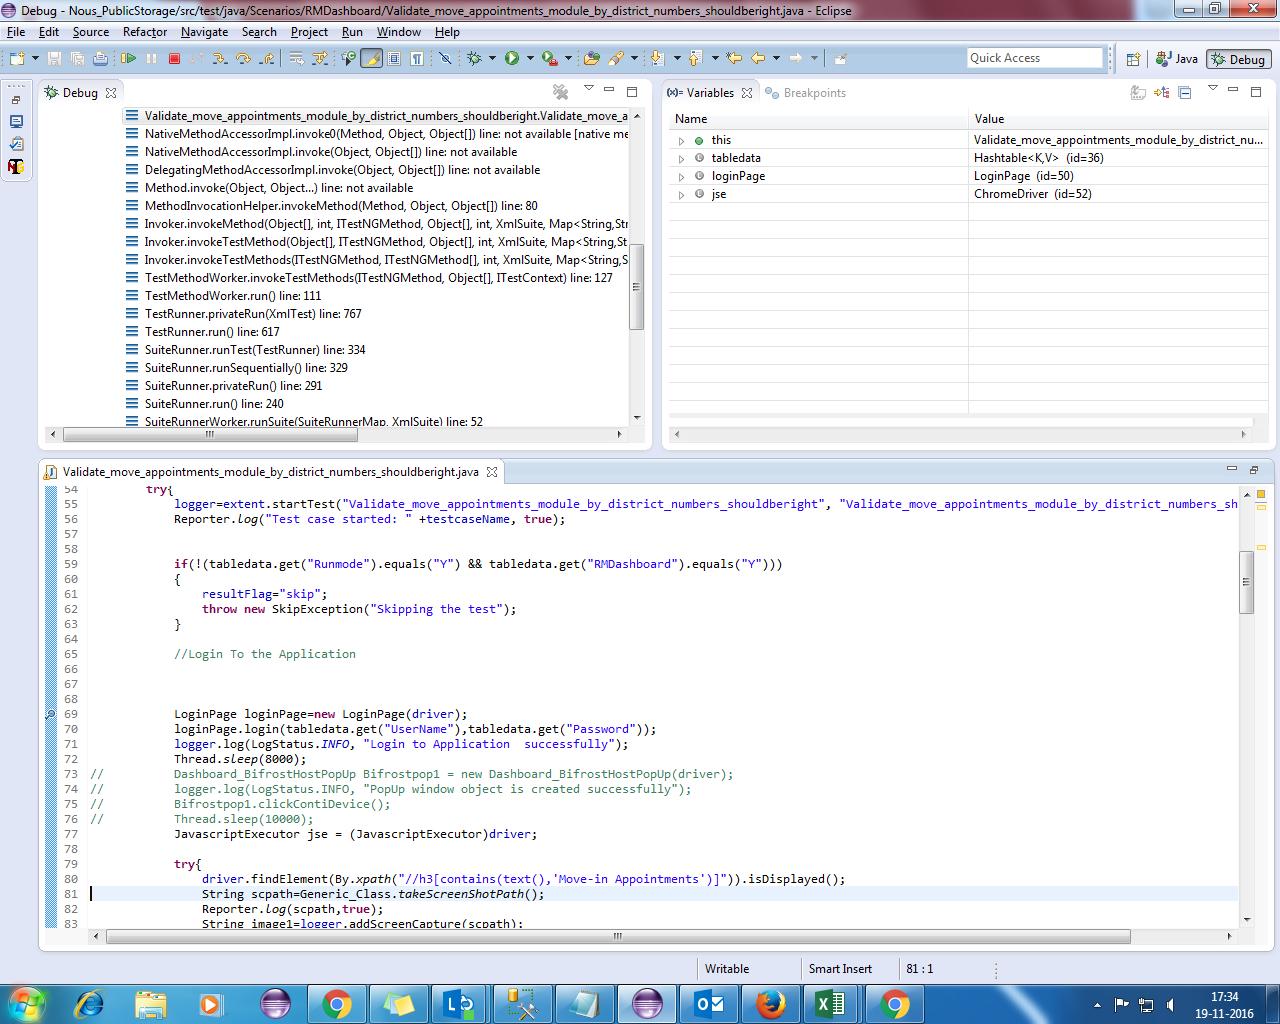 Debug - Nous_PublicStorage/src/test/java/Scenarios/RMDashboard/Validate_move_appointments_module_by_district_numbers_shouldberight.java - Eclipse
File Edit Source Refactor Navigate Search Project Run Window Help
Quick Access
Java
Debug
Debug
Validate_move_appointments_module_by_district_numbers_shouldberight.Validate_move_a
NativeMethodAccessorImpl.invoke0(Method, Object, Object[]) line: not available [native me
NativeMethodAccessorImpl.invoke(Object, Object[]) line: not available
DelegatingMethodAccessorImpl.invoke(Object, Object[]) line: not available
Method.invoke(Object, Object...) line: not available
MethodInvocationHelper.invokeMethod(Method, Object, Object[]) line: 80
Invoker.invokeMethod(Object[], int, ITestNGMethod, Object[], int, XmlSuite, Map<String,Str
Invoker.invokeTestMethod(Object[], ITestNGMethod, Object[], int, XmlSuite, Map<String,St
Invoker.invokeTestMethods(ITestNGMethod, ITestNGMethod[], int, XmlSuite, Map<String,S
TestMethodWorker.invokeTestMethods(ITestNGMethod, Object[], ITestContext) line: 127
TestMethodWorker.run() line: 111
TestRunner.privateRun(XmlTest) line: 767
TestRunner.run() line: 617
SuiteRunner.runTest(TestRunner) line: 334
SuiteRunner.runSequentially() line: 329
SuiteRunner.privateRun() line: 291
SuiteRunner.run() line: 240
SuiteRunnerWorker.runSuite(SuiteRunnerMap, XmlSuite) line: 52
(x)= Variables Breakpoints
Name Value
this Validate_move_appointments_module_by_district_nu...
tabledata Hashtable<K,V> (id=36)
loginPage LoginPage (id=50)
jse ChromeDriver (id=52)
Validate_move_appointments_module_by_district_numbers_shouldberight.java
54 try{
55 logger=extent.startTest("Validate_move_appointments_module_by_district_numbers_shouldberight", "Validate_move_appointments_module_by_district_numbers_sh
56 Reporter.log("Test case started: " +testcaseName, true);
57
58
59 if(!(tabledata.get("Runmode").equals("Y") && tabledata.get("RMDashboard").equals("Y")))
60 {
61 resultFlag="skip";
62 throw new SkipException("Skipping the test");
63 }
64
65 //Login To the Application
66
67
68
69 LoginPage loginPage=new LoginPage(driver);
70 loginPage.login(tabledata.get("UserName"),tabledata.get("Password"));
71 logger.log(LogStatus.INFO, "Login to Application  successfully");
72 Thread.sleep(8000);
73 // Dashboard_BifrostHostPopUp Bifrostpop1 = new Dashboard_BifrostHostPopUp(driver);
74 // logger.log(LogStatus.INFO, "PopUp window object is created successfully");
75 // Bifrostpop1.clickContiDevice();
76 // Thread.sleep(10000);
77 JavascriptExecutor jse = (JavascriptExecutor)driver;
78
79 try{
80 driver.findElement(By.xpath("//h3[contains(text(),'Move-in Appointments')]")).isDisplayed();
81 String scpath=Generic_Class.takeScreenShotPath();
82 Reporter.log(scpath,true);
83 String image1=logger.addScreenCapture(scpath);
Writable Smart Insert 81 : 1
17:34
19-11-2016